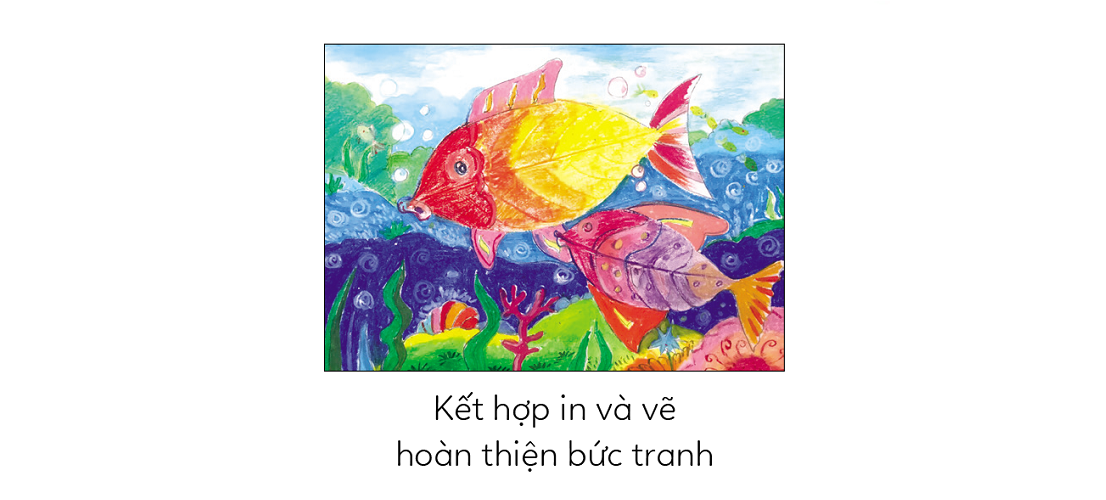 Kết hợp in và vẽ
hoàn thiện bức tranh